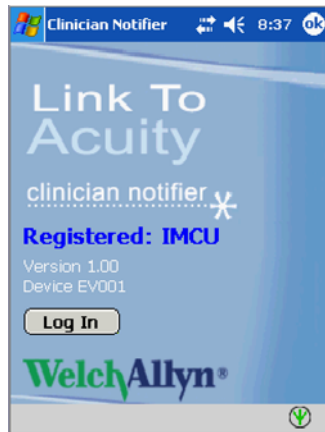 Clinician Notifier 8:37 ok
Link To
Acuity
clinician notifier
Registered: IMCU
Version 1.00
Device EV001
Log In
WelchAllyn®